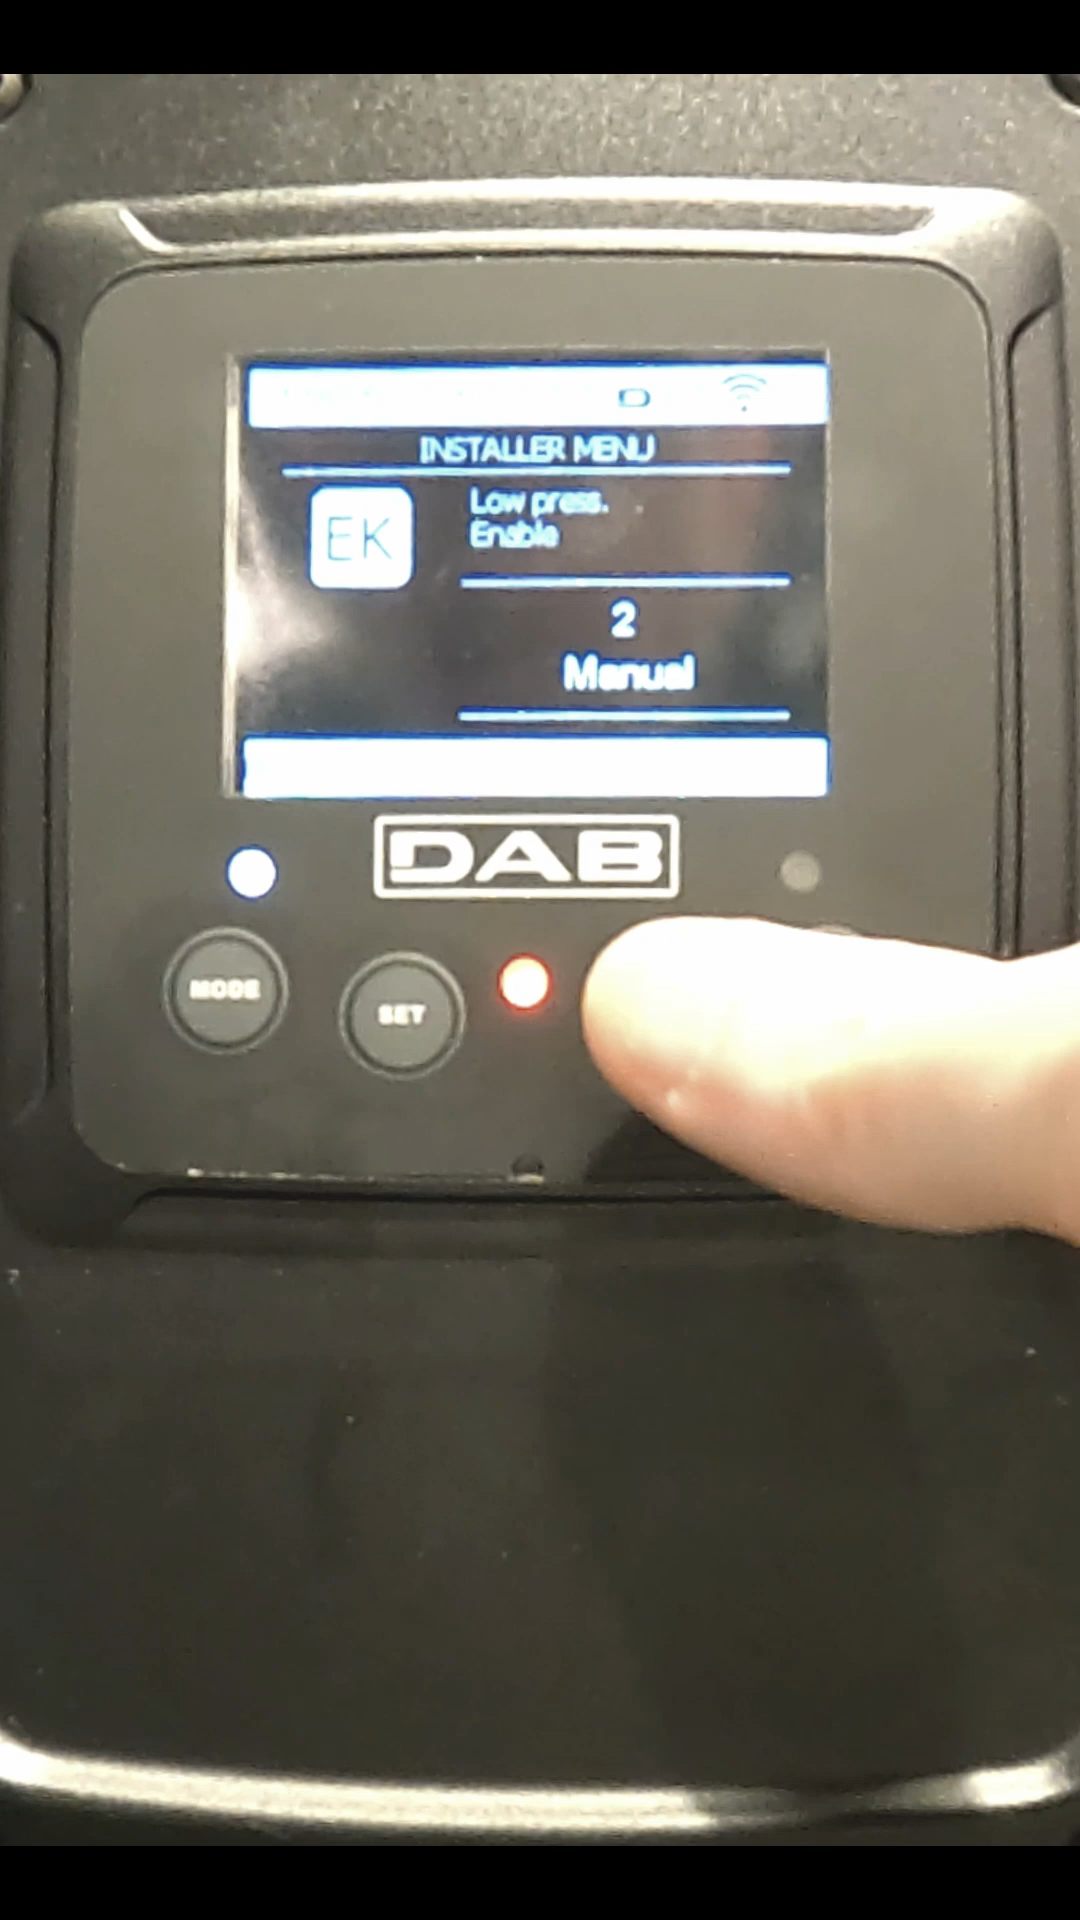 INSTALLER MENU
EK
Low press.
Enable
2
Manual
DAB
MODE
SET